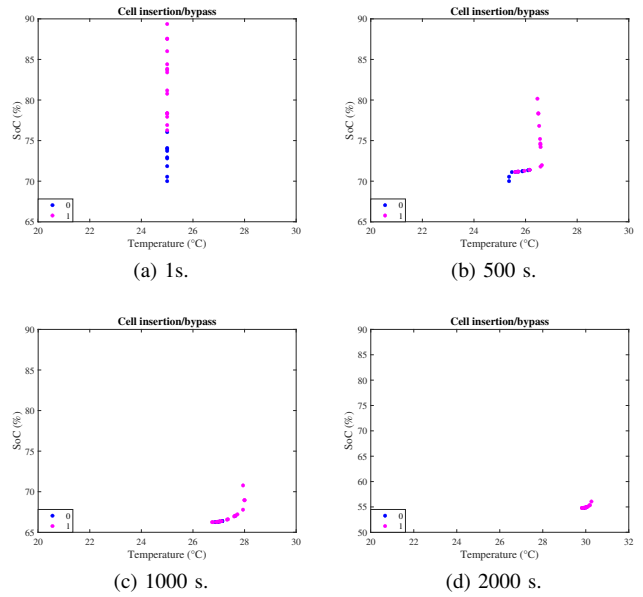 Cell insertion/bypass
90
85
80
75
70
65
SoC (%)
0
1
20 22 24 26 28 30
Temperature (°C)
(a) 1s.
Cell insertion/bypass
90
85
80
75
70
65
SoC (%)
0
1
20 22 24 26 28 30
Temperature (°C)
(b) 500 s.
Cell insertion/bypass
90
85
80
75
70
65
SoC (%)
0
1
20 22 24 26 28 30
Temperature (°C)
(c) 1000 s.
Cell insertion/bypass
90
85
80
75
70
65
60
55
50
SoC (%)
0
1
20 22 24 26 28 30 32
Temperature (°C)
(d) 2000 s.